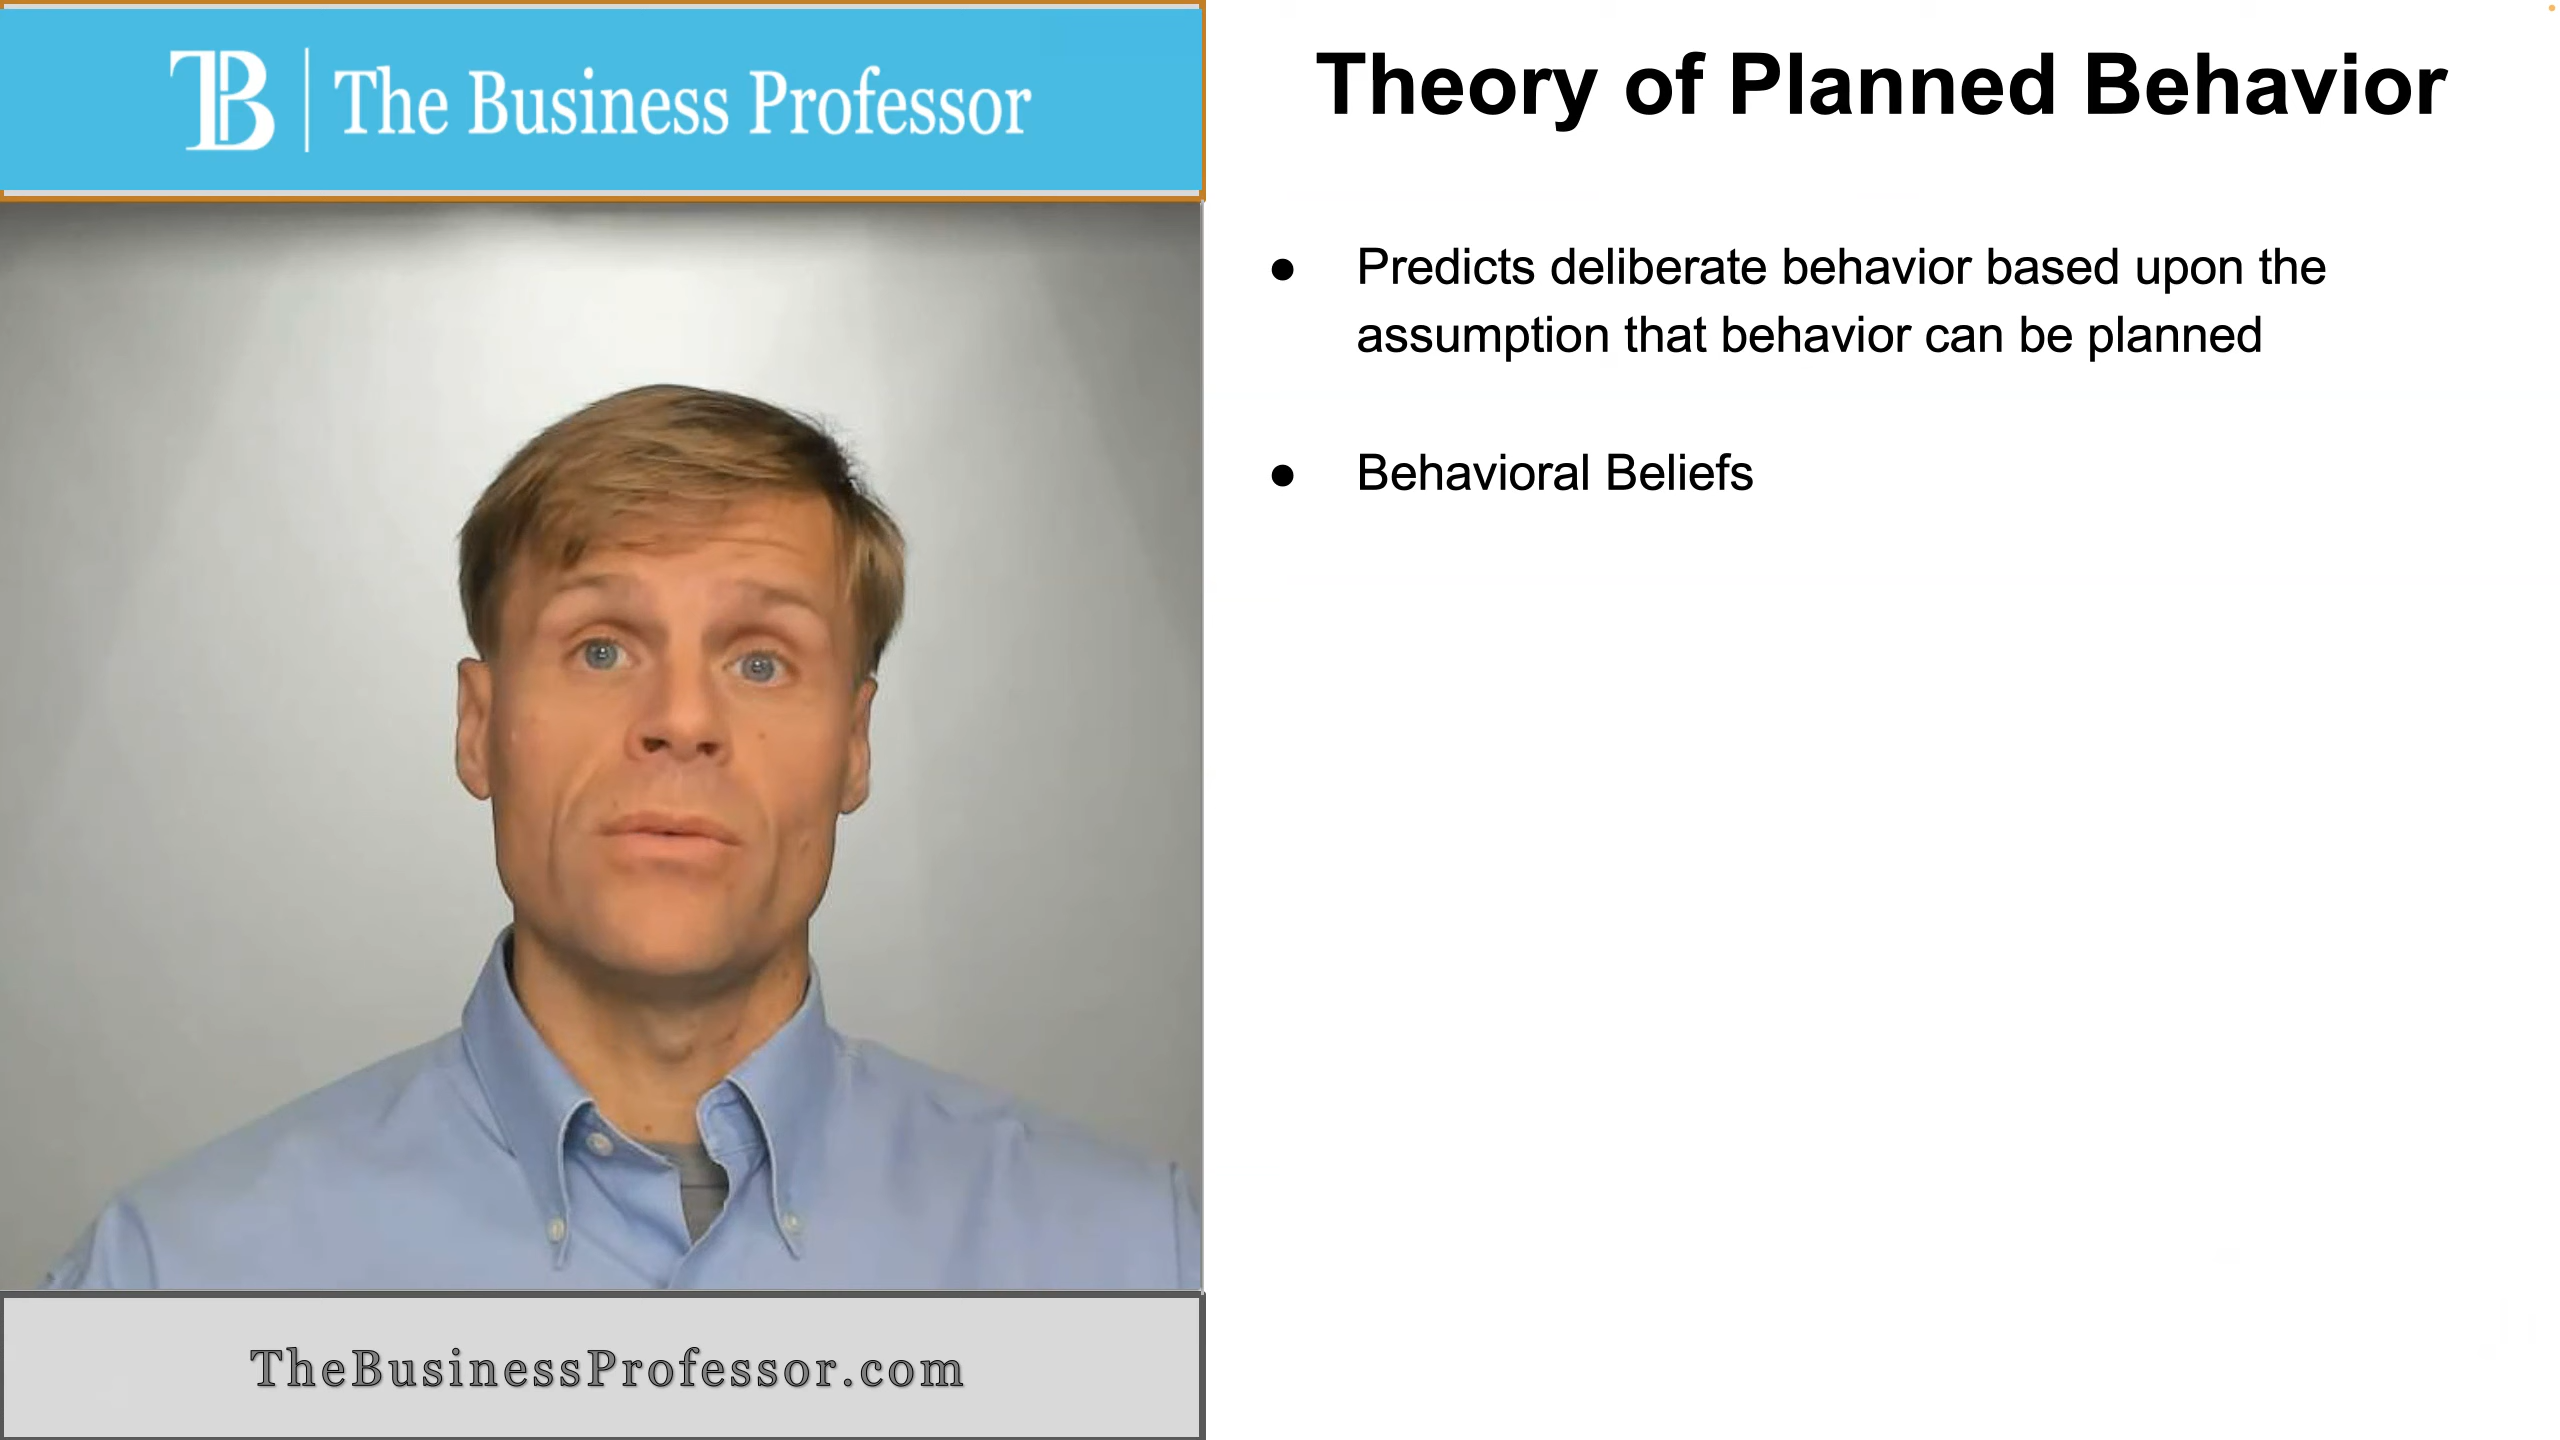 TB | The Business Professor
Theory of Planned Behavior
● Predicts deliberate behavior based upon the
assumption that behavior can be planned
● Behavioral Beliefs
TheBusinessProfessor.com